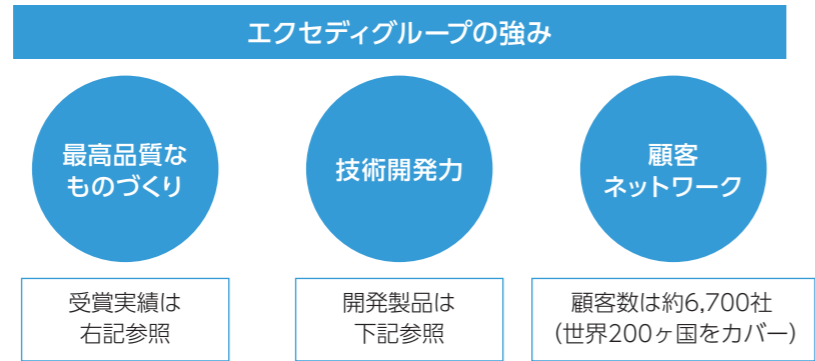 エクセディグループの強み
最高品質な
ものづくり
技術開発力
顧客
ネットワーク
受賞実績は
右記参照
開発製品は
下記参照
顧客数は約6,700社
(世界200ヶ国をカバー)